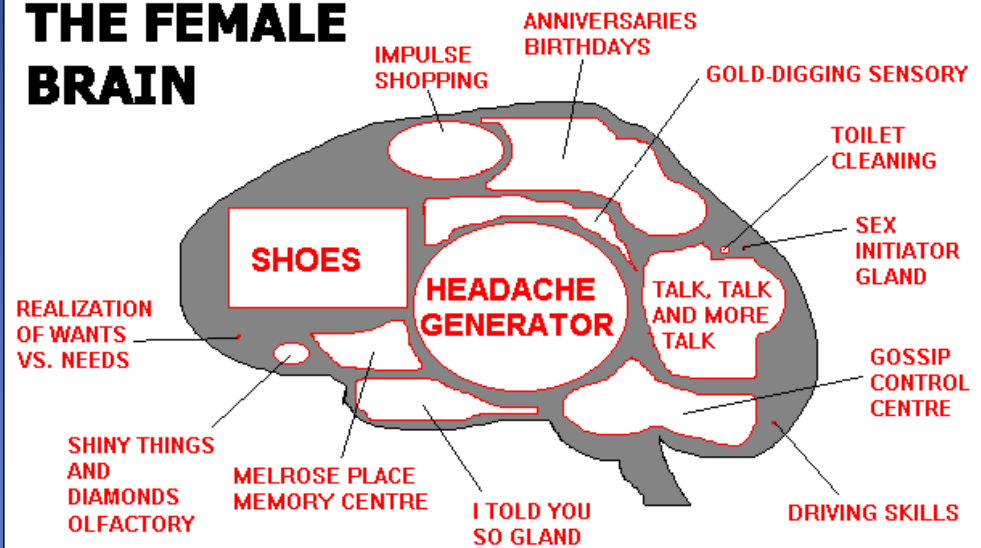 THE FEMALE
BRAIN
IMPULSE
SHOPPING
ANNIVERSARIES
BIRTHDAYS
GOLD-DIGGING SENSORY
TOILET
CLEANING
SEX
INITIATOR
GLAND
SHOES
HEADACHE
GENERATOR
TALK, TALK
AND MORE
TALK
REALIZATION
OF WANTS
VS. NEEDS
GOSSIP
CONTROL
CENTRE
SHINY THINGS
AND
DIAMONDS
OLFACTORY
MELROSE PLACE
MEMORY CENTRE
I TOLD YOU
SO GLAND
DRIVING SKILLS